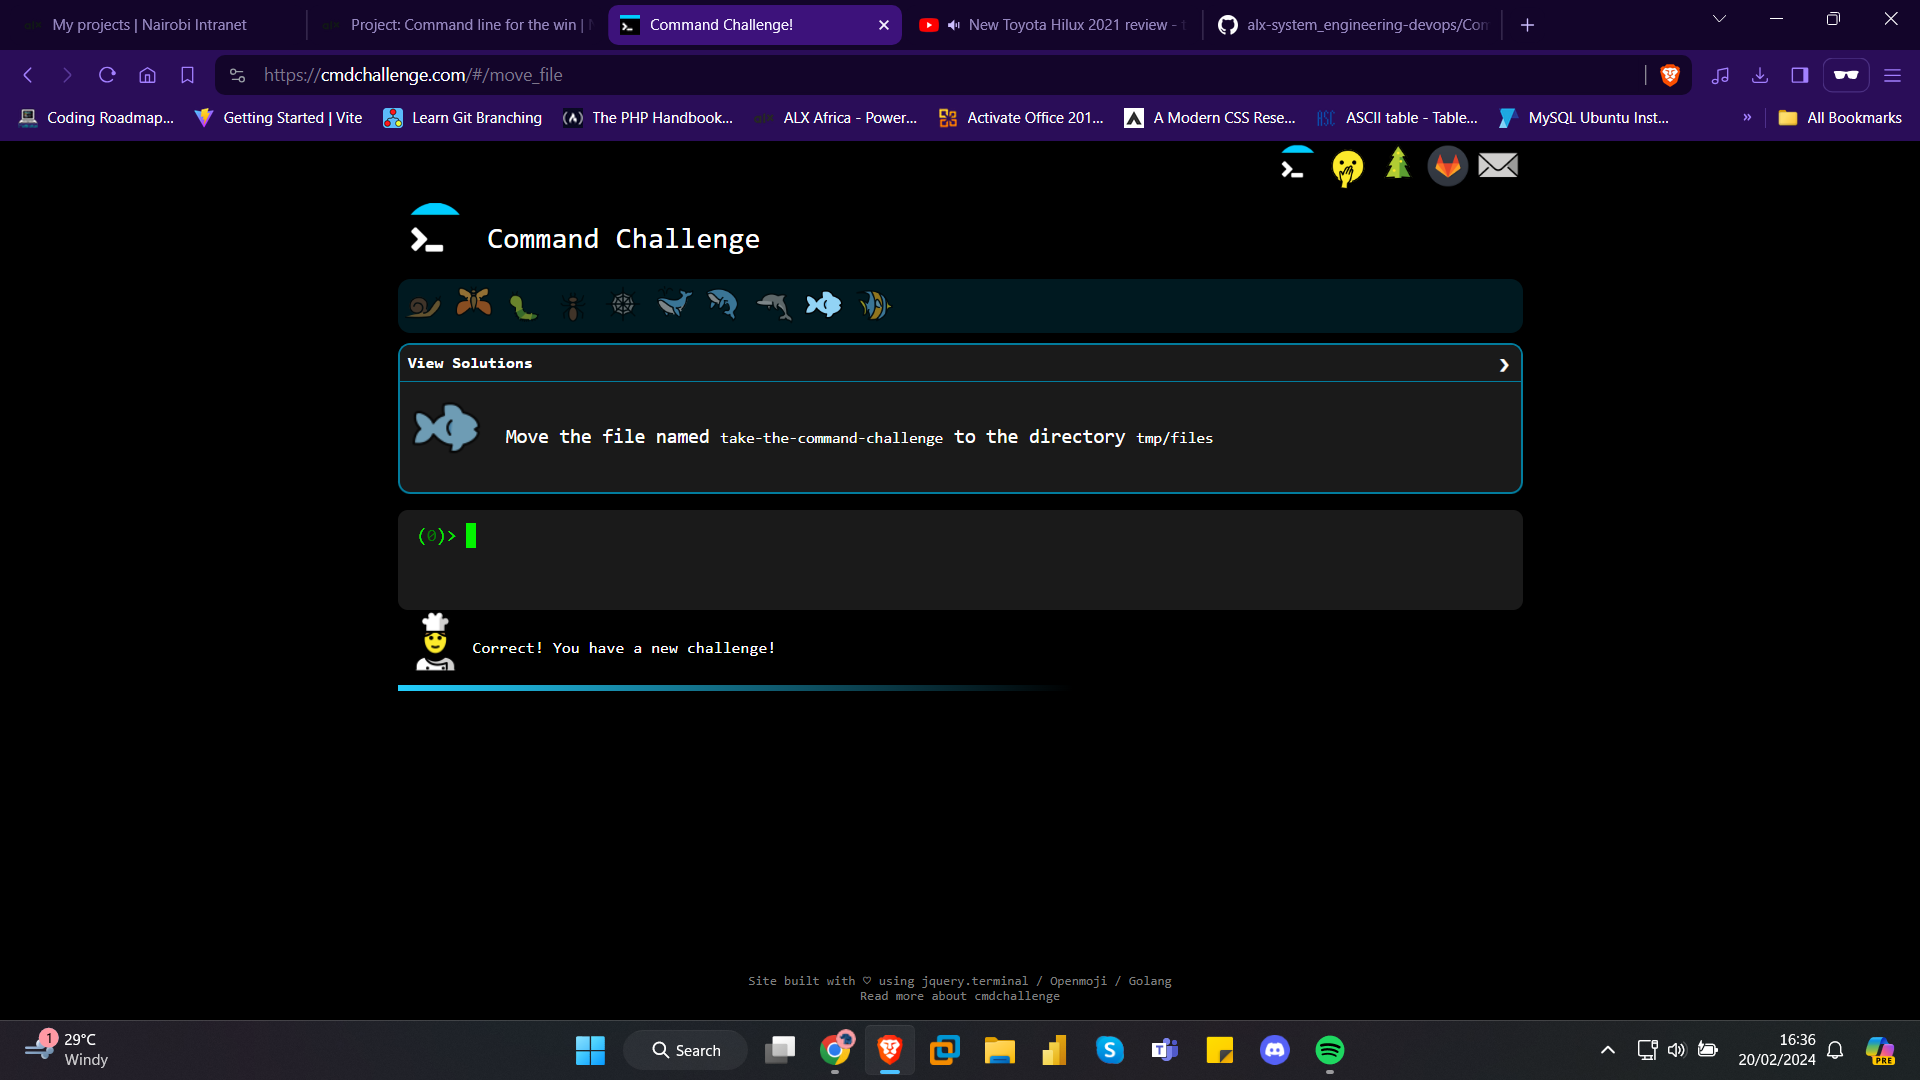 My projects | Nairobi Intranet
Project: Command line for the win |
Command Challenge!
New Toyota Hilux 2021 review -
alx-system_engineering-devops/Com
https://cmdchallenge.com/#/move_file
Coding Roadmap...
Getting Started | Vite
Learn Git Branching
The PHP Handbook...
ALX Africa - Power...
Activate Office 201...
A Modern CSS Rese...
ASCII table - Table...
MySQL Ubuntu Inst...
»
All Bookmarks
Command Challenge
View Solutions
Move the file named take-the-command-challenge to the directory tmp/files
(0)>
Correct! You have a new challenge!
Site built with ♡ using jquery.terminal / Openmoji / Golang
Read more about cmdchallenge
1
29°C
Windy
Search
16:36
20/02/2024
PRE